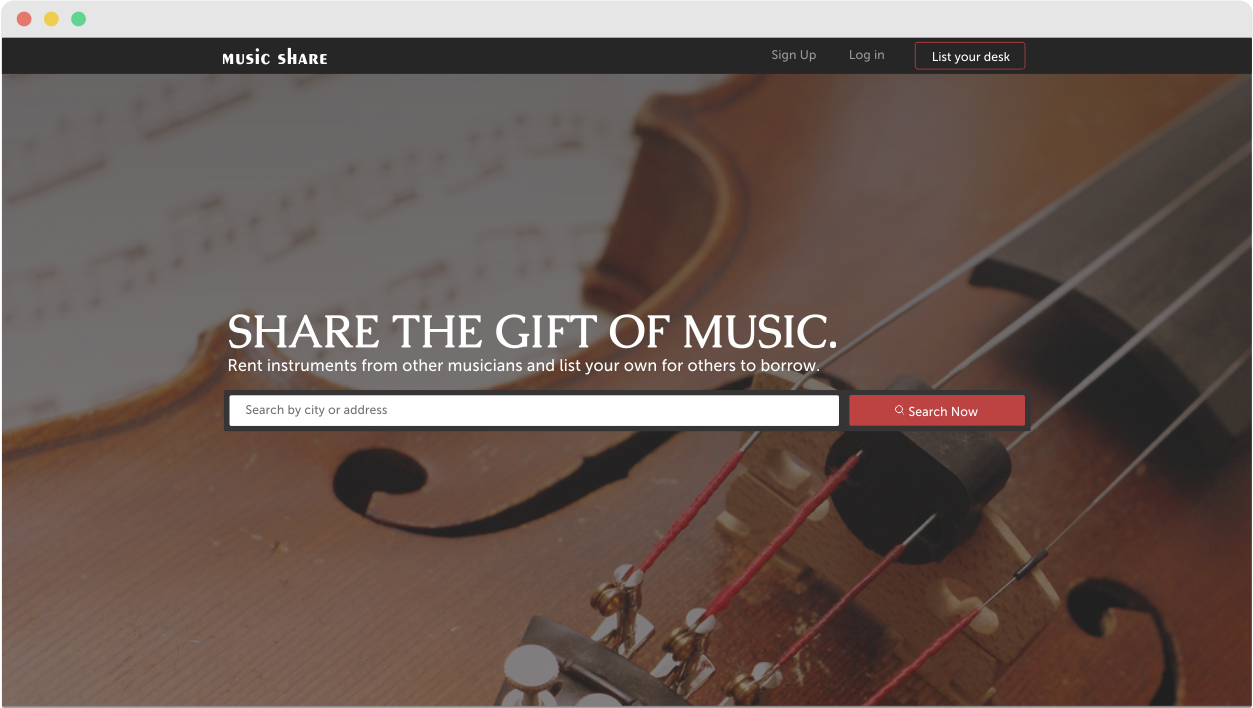 MUSIC SHARE
Sign Up
Log in
List your desk
SHARE THE GIFT OF MUSIC.
Rent instruments from other musicians and list your own for others to borrow.
Search by city or address
Search Now